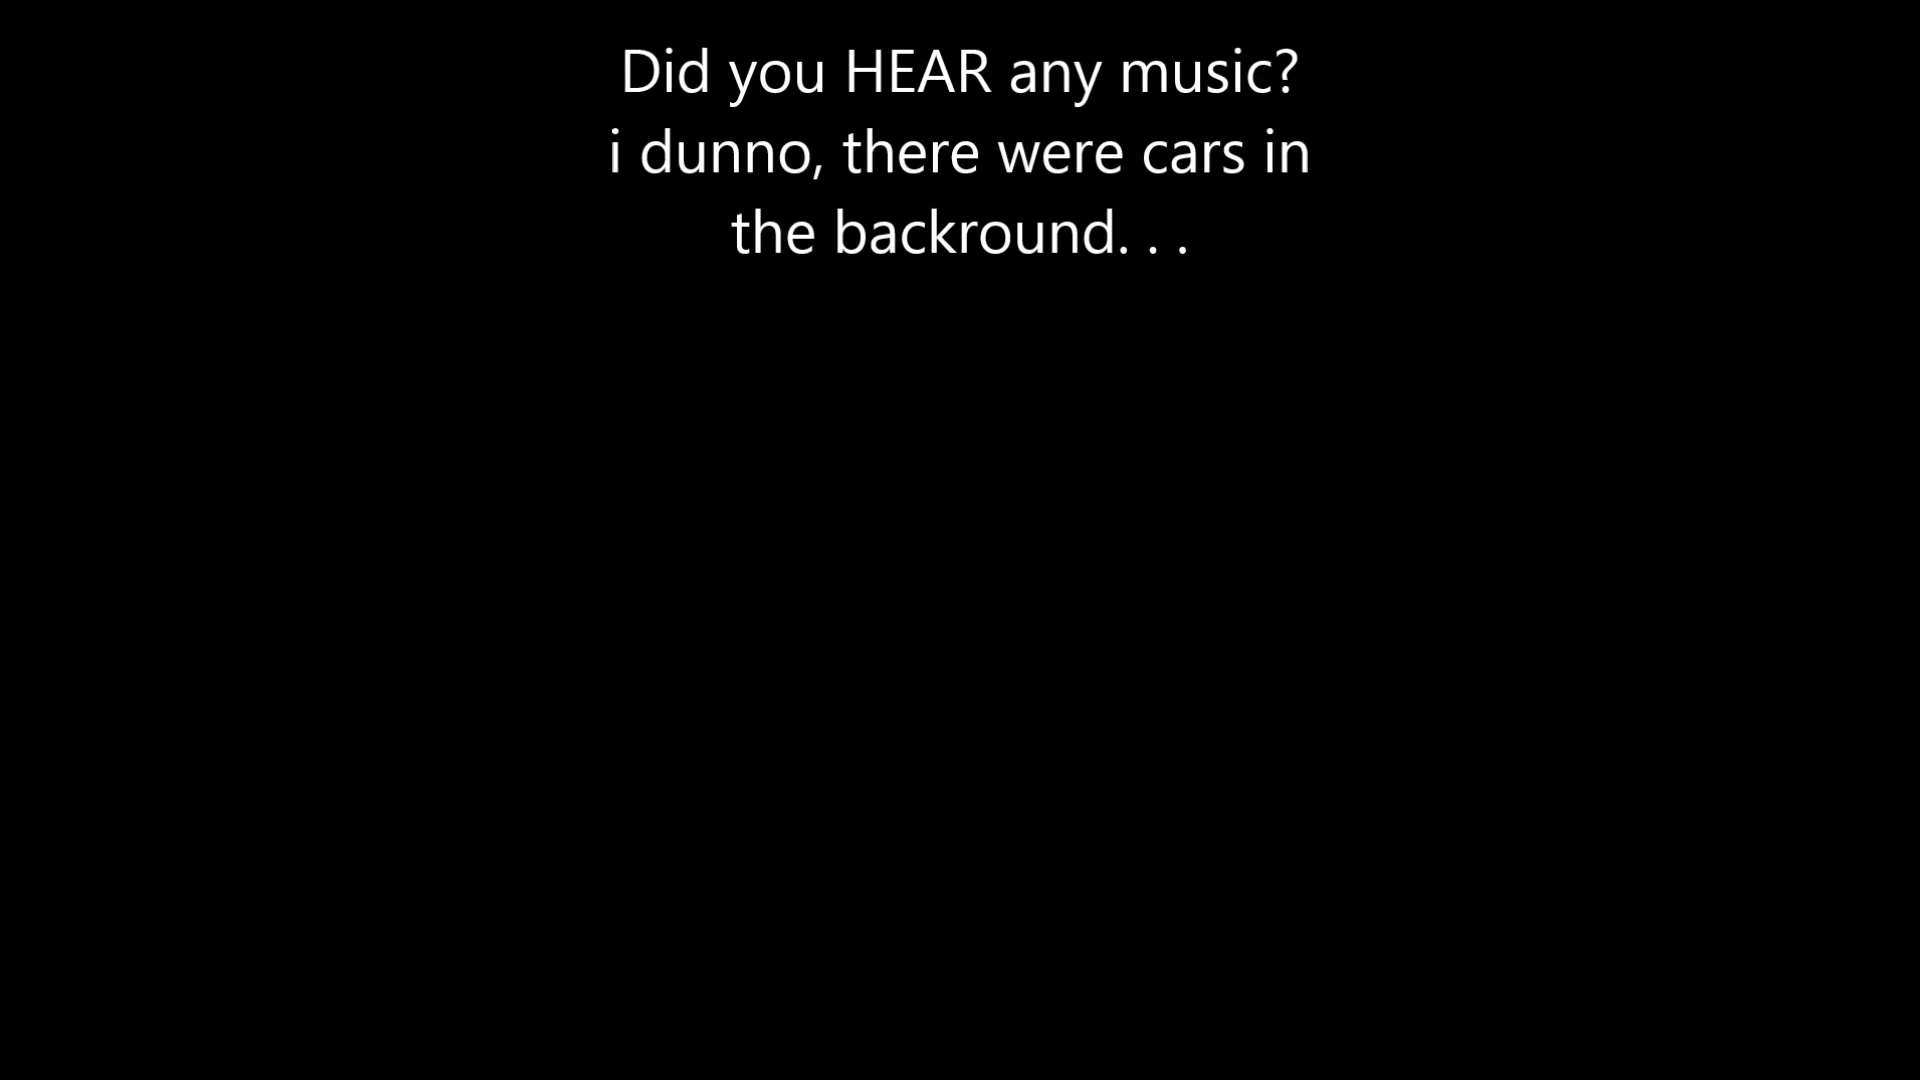 Did you HEAR any music?
i dunno, there were cars in
the backround. . .